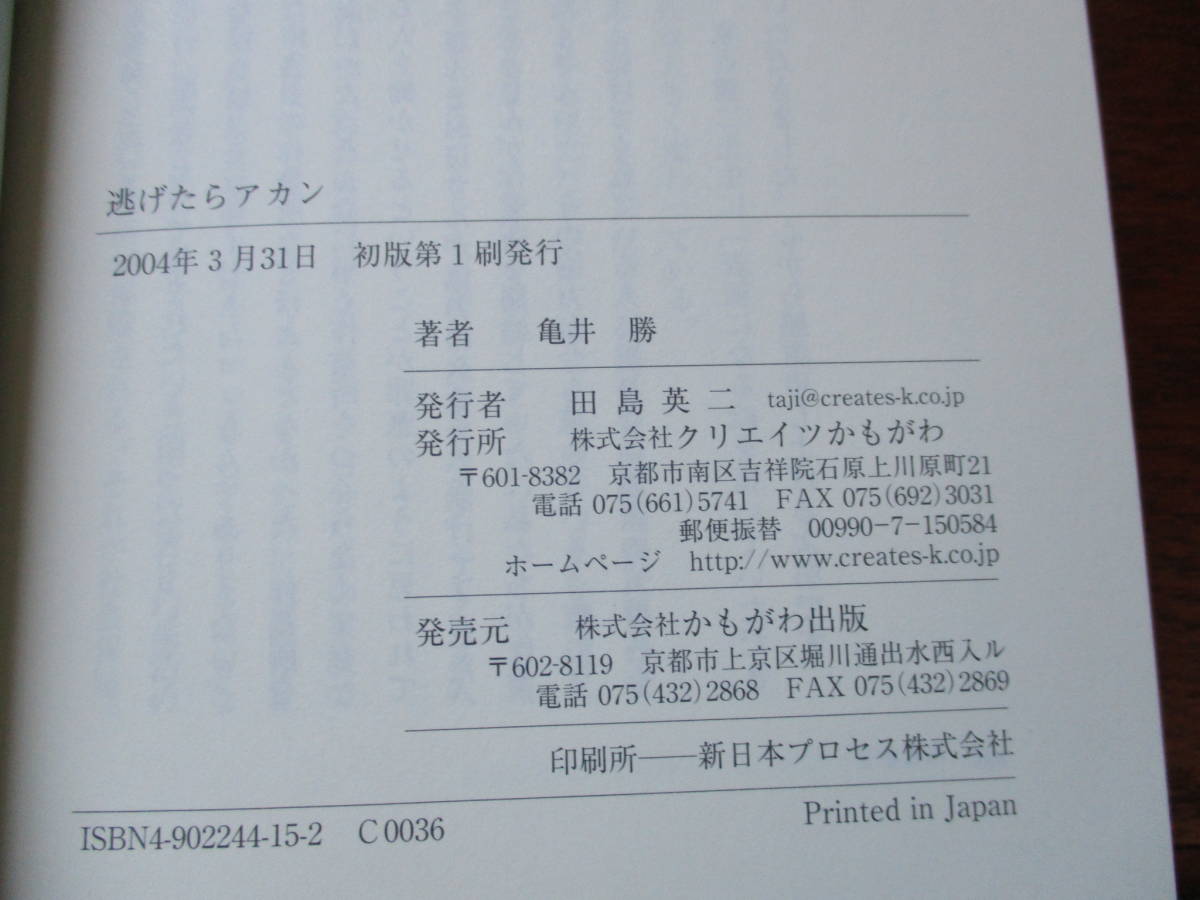 逃げたらアカン
2004年3月31日　初版第1刷発行
著者　亀井　勝
発行者　田島英二　taji@creates-k.co.jp
発行所　株式会社クリエイツかもがわ
〒601-8382　京都市南区吉祥院石原上川原町21
電話 075(661)5741　FAX 075(692)3031
郵便振替　00990-7-150584
ホームページ　http://www.creates-k.co.jp
発売元　株式会社かもがわ出版
〒602-8119　京都市上京区堀川通出水西入ル
電話 075(432)2868　FAX 075(432)2869
印刷所——新日本プロセス株式会社
ISBN4-902244-15-2　C0036
Printed in Japan